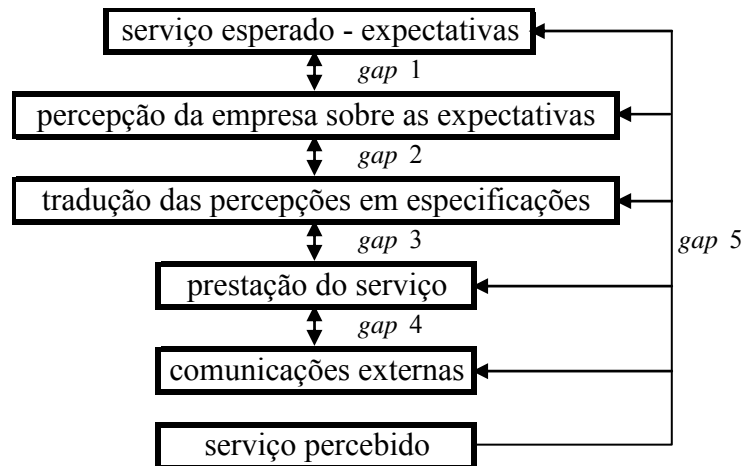 serviço esperado - expectativas
gap 1
percepção da empresa sobre as expectativas
gap 2
tradução das percepções em especificações
gap 3
gap 5
prestação do serviço
gap 4
comunicações externas
serviço percebido